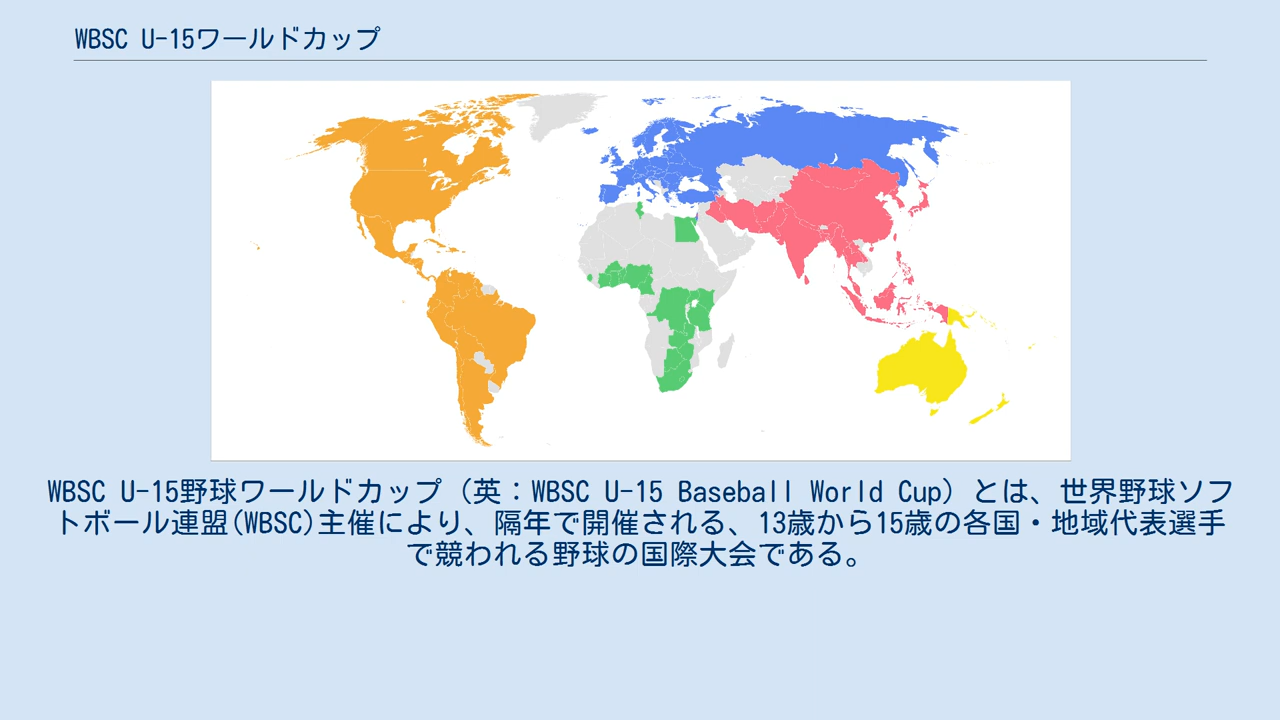 WBSC U-15ワールドカップ
WBSC U-15野球ワールドカップ（英：WBSC U-15 Baseball World Cup）とは、世界野球ソフ
トボール連盟(WBSC)主催により、隔年で開催される、13歳から15歳の各国・地域代表選手
で競われる野球の国際大会である。